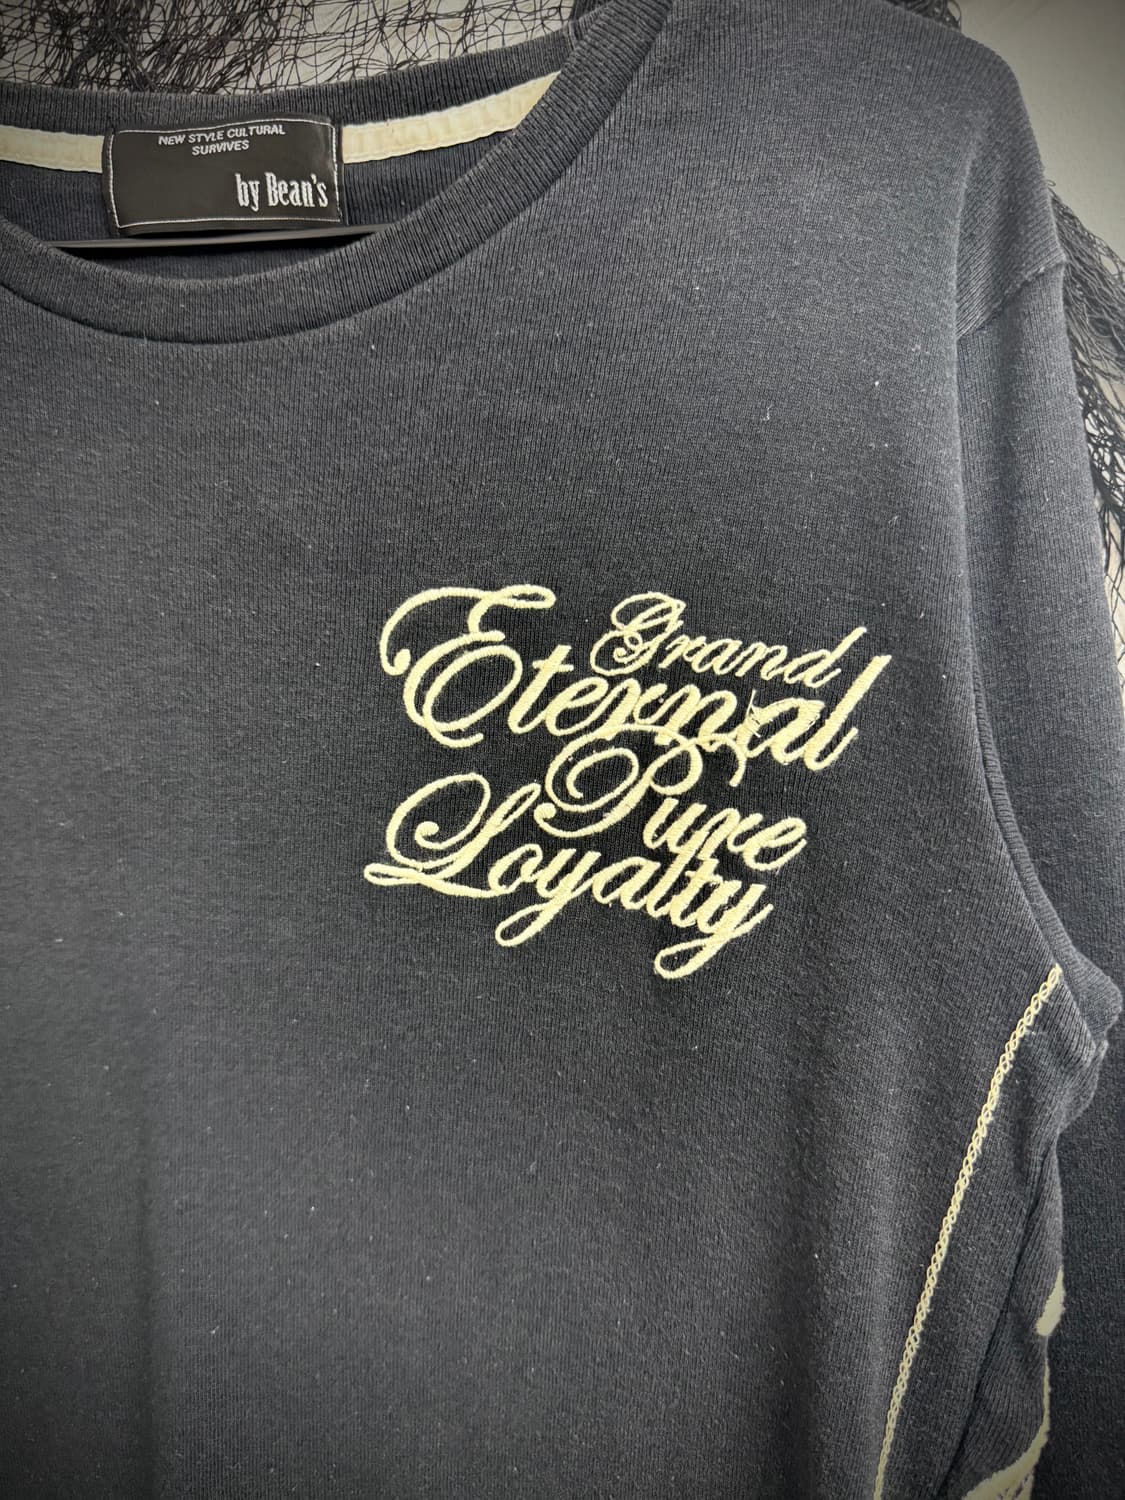 NEW STYLE CULTURAL
SURVIVES
by Bean's
Grand
Eternal
Pure
Loyalty